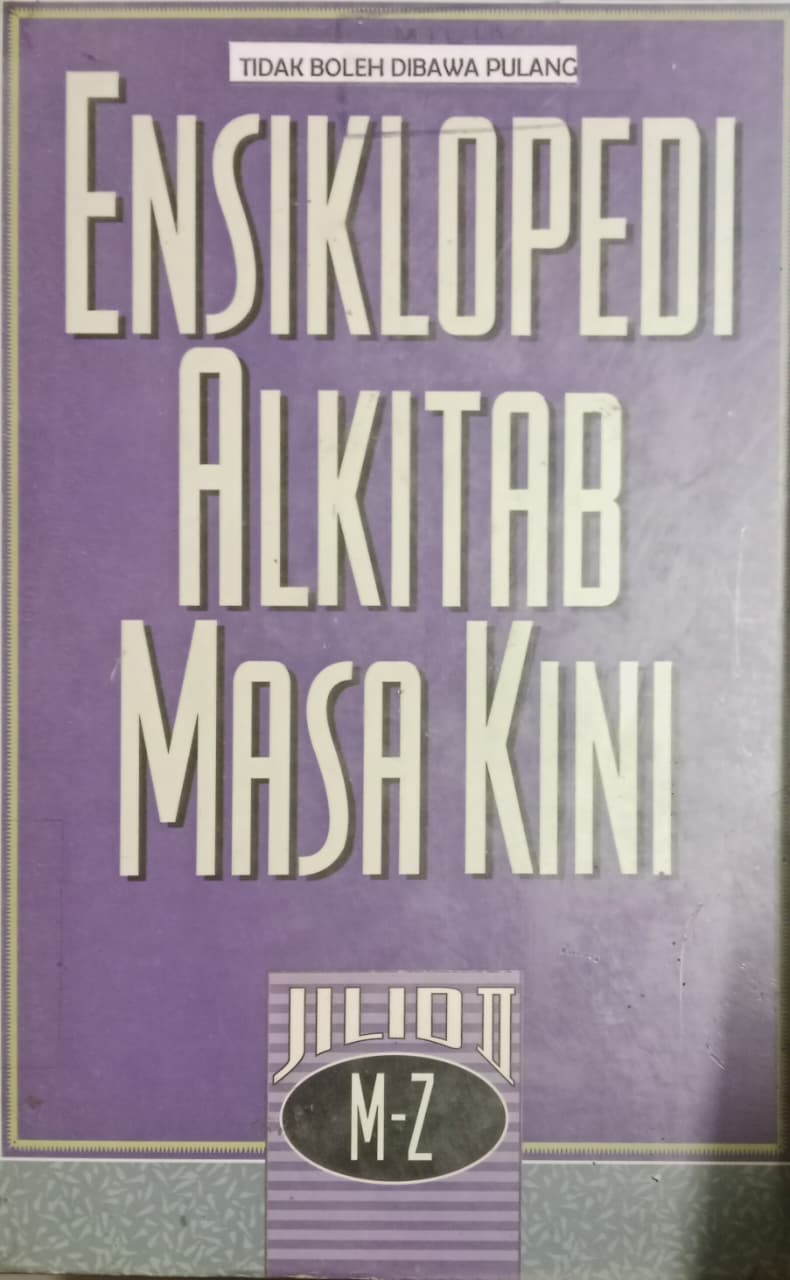 TIDAK BOLEH DIBAWA PULANG
ENSIKLOPEDI
ALKITAB
MASA KINI
JILID II
M-Z